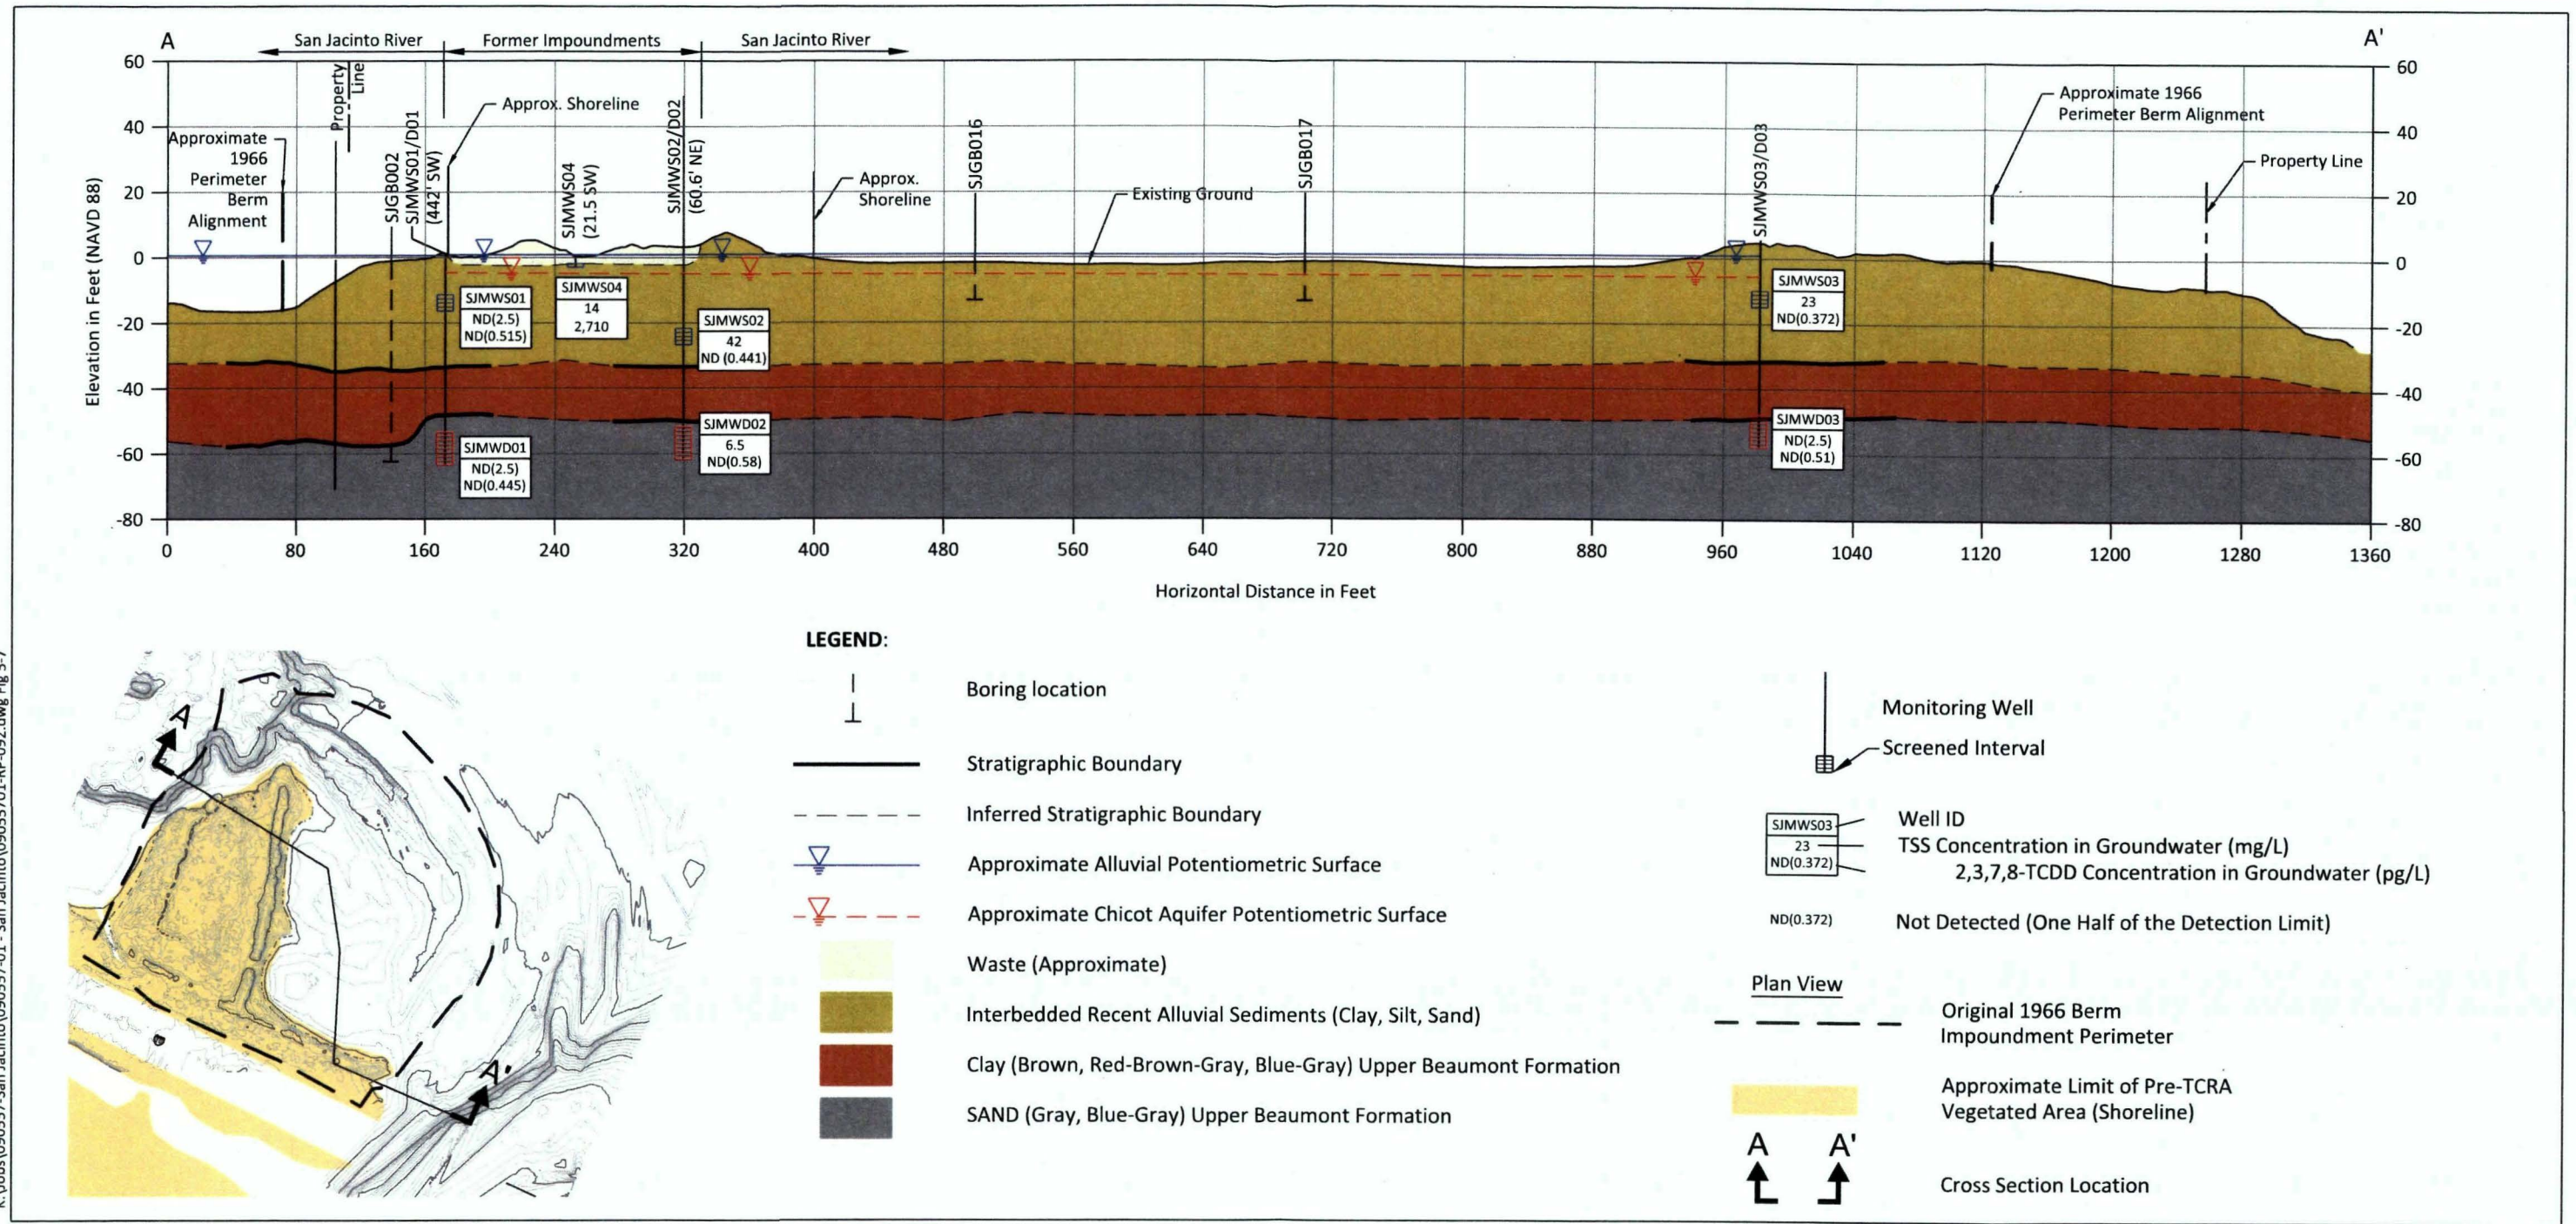 A
A'
San Jacinto River
Former Impoundments
San Jacinto River
60
40
20
0
-20
-40
-60
-80
Elevation in Feet (NAVD 88)
Approximate
1966
Perimeter
Berm
Alignment
Property
Line
SJGB002
SJMWS01/D01
(442' SW)
Approx. Shoreline
SJMWS04
(21.5 SW)
SJMWS02/D02
(60.6' NE)
Approx.
Shoreline
SJGB016
Existing Ground
SJGB017
SJMWS03/D03
Approximate 1966
Perimeter Berm Alignment
Property Line
60
40
20
0
-20
-40
-60
-80
SJMWS01
ND(2.5)
ND(0.515)
SJMWS04
14
2,710
SJMWS02
42
ND (0.441)
SJMWS03
23
ND(0.372)
SJMWD01
ND(2.5)
ND(0.445)
SJMWD02
6.5
ND(0.58)
SJMWD03
ND(2.5)
ND(0.51)
0 80 160 240 320 400 480 560 640 720 800 880 960 1040 1120 1200 1280 1360
Horizontal Distance in Feet
A
A'
LEGEND:
Boring location
Stratigraphic Boundary
Inferred Stratigraphic Boundary
Approximate Alluvial Potentiometric Surface
Approximate Chicot Aquifer Potentiometric Surface
Waste (Approximate)
Interbedded Recent Alluvial Sediments (Clay, Silt, Sand)
Clay (Brown, Red-Brown-Gray, Blue-Gray) Upper Beaumont Formation
SAND (Gray, Blue-Gray) Upper Beaumont Formation
Monitoring Well
Screened Interval
SJMWS03
23
ND(0.372)
Well ID
TSS Concentration in Groundwater (mg/L)
2,3,7,8-TCDD Concentration in Groundwater (pg/L)
ND(0.372)
Not Detected (One Half of the Detection Limit)
Plan View
Original 1966 Berm
Impoundment Perimeter
Approximate Limit of Pre-TCRA
Vegetated Area (Shoreline)
A A'
Cross Section Location